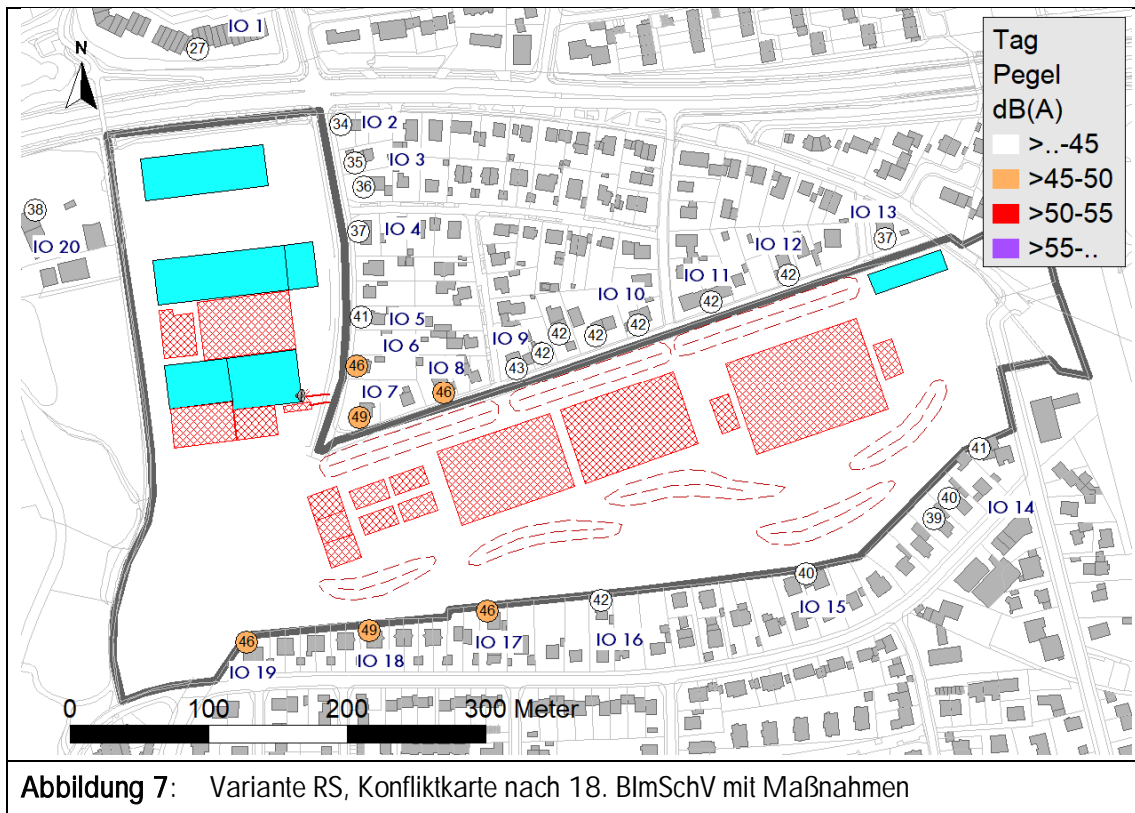 IO 1
27
N
Tag
Pegel
dB(A)
>..-45
>45-50
>50-55
>55-..
34 IO 2
35 IO 3
36
38
IO 20
37 IO 4
IO 13
37
IO 12
42
IO 11
42
IO 10
42
42
42
42
41 IO 5
IO 6
46
IO 9
43
IO 8
46
IO 7
49
41
40
39
IO 14
40
IO 15
42
IO 16
46
IO 17
49
IO 18
46
IO 19
0 100 200 300 Meter
Abbildung 7: Variante RS, Konfliktkarte nach 18. BImSchV mit Maßnahmen